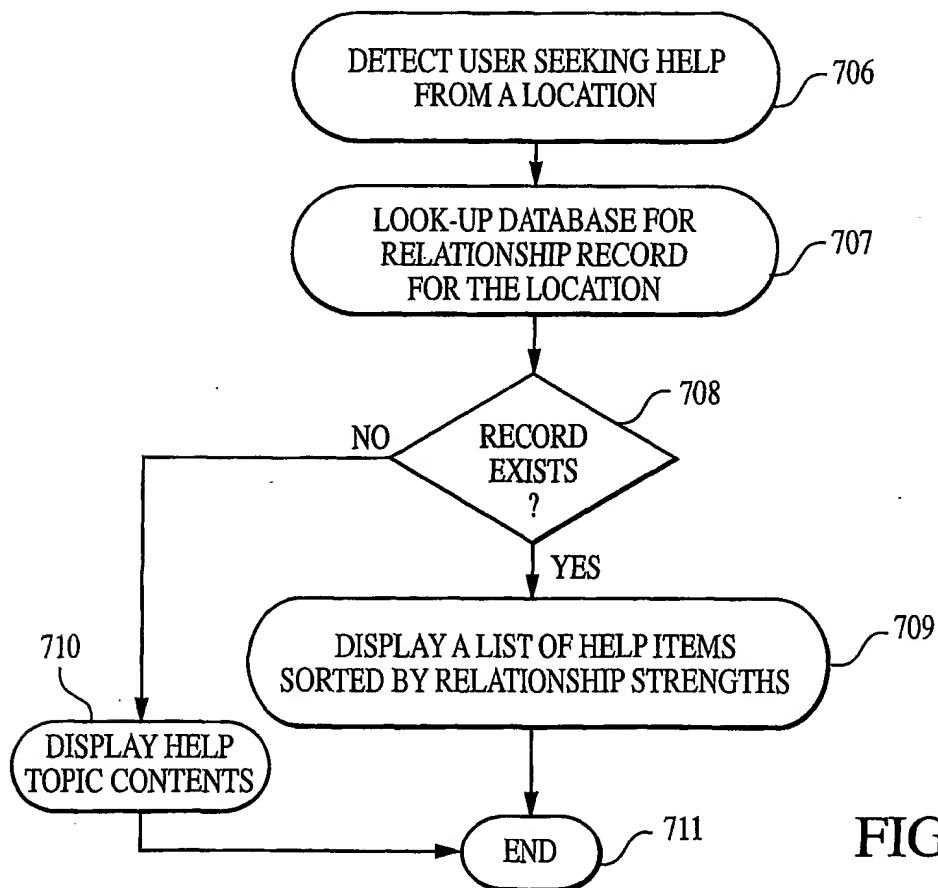 DETECT USER SEEKING HELP
FROM A LOCATION
706
LOOK-UP DATABASE FOR
RELATIONSHIP RECORD
FOR THE LOCATION
707
708
NO
RECORD
EXISTS
?
YES
709
DISPLAY A LIST OF HELP ITEMS
SORTED BY RELATIONSHIP STRENGTHS
710
DISPLAY HELP
TOPIC CONTENTS
END
711
FIG